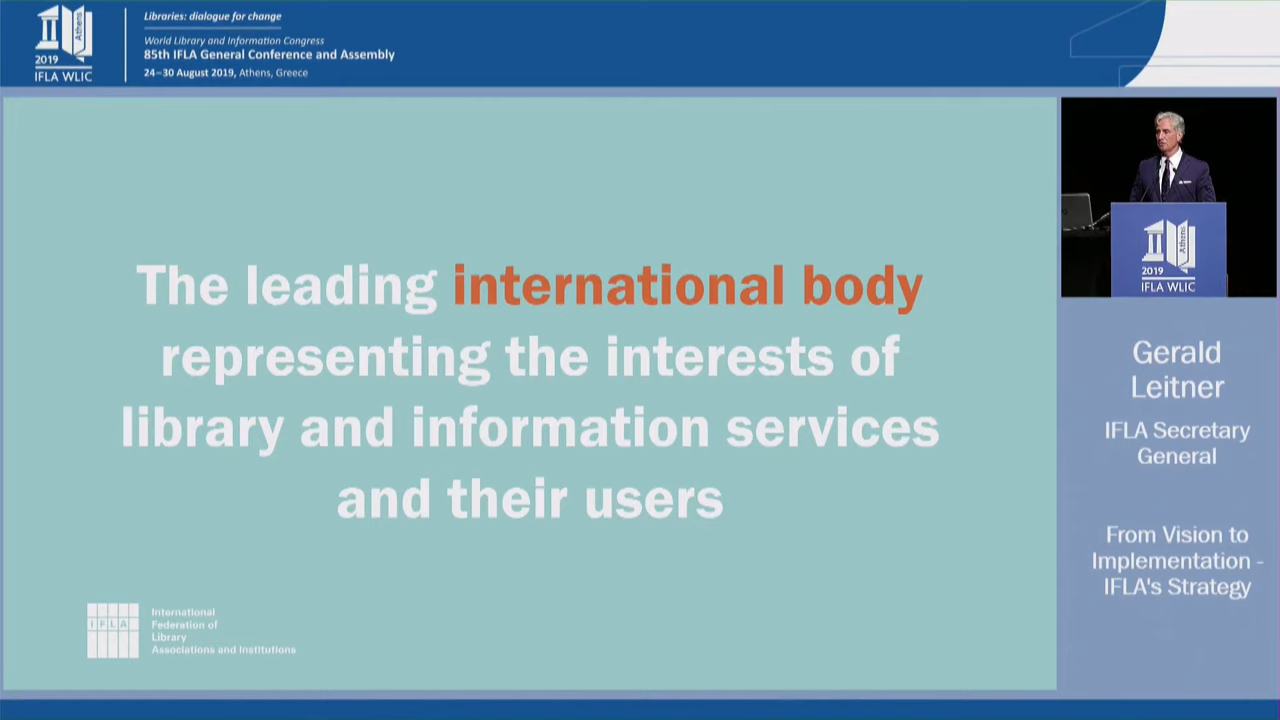 Athens
2019
IFLA WLIC
Libraries: dialogue for change
World Library and Information Congress
85th IFLA General Conference and Assembly
24–30 August 2019, Athens, Greece
The leading international body
representing the interests of
library and information services
and their users
IFLA
International
Federation of
Library
Associations and Institutions
Athens
2019
IFLA WLIC
Gerald
Leitner
IFLA Secretary
General
From Vision to
Implementation -
IFLA's Strategy